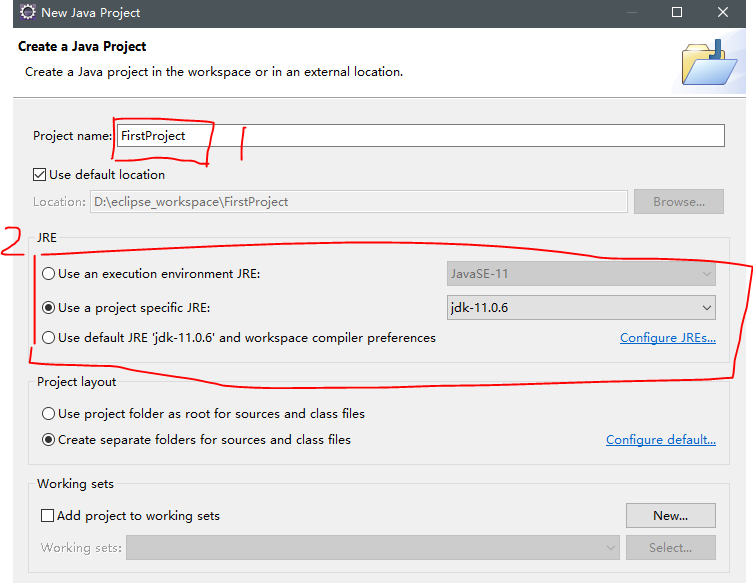 New Java Project
Create a Java Project
Create a Java project in the workspace or in an external location.
Project name: FirstProject 1
Use default location
Location: D:\eclipse_workspace\FirstProject Browse...
2 JRE
Use an execution environment JRE: JavaSE-11
Use a project specific JRE: jdk-11.0.6
Use default JRE 'jdk-11.0.6' and workspace compiler preferences Configure JREs...
Project layout
Use project folder as root for sources and class files
Create separate folders for sources and class files Configure default...
Working sets
Add project to working sets New...
Working sets: Select...